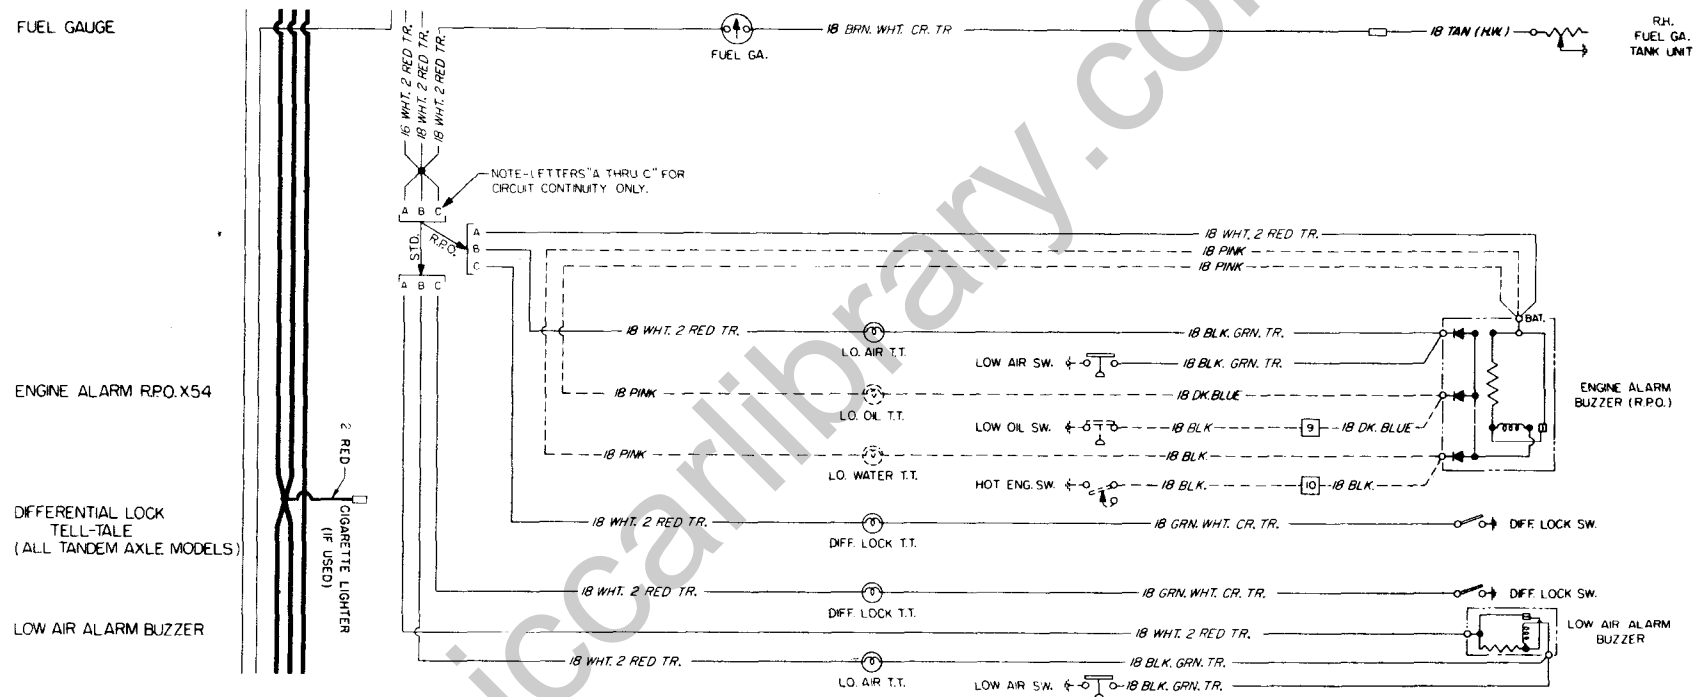 FUEL GAUGE
FUEL GA.
18 BRN. WHT. CR. TR
18 TAN (H.W.)
R.H.
FUEL GA.
TANK UNIT
16 WHT. 2 RED TR.
18 WHT. 2 RED TR.
18 WHT. 2 RED TR.
NOTE-LETTERS "A THRU C" FOR
CIRCUIT CONTINUITY ONLY.
A B C
STD.
R.P.O.
A
B
C
A B C
18 WHT. 2 RED TR.
18 PINK
18 PINK
BAT.
18 WHT. 2 RED TR.
LO. AIR T.T.
18 BLK. GRN. TR.
LOW AIR SW.
18 BLK. GRN. TR.
ENGINE ALARM R.P.O. X54
18 PINK
LO. OIL T.T.
18 DK.BLUE
ENGINE ALARM
BUZZER (R.P.O.)
LOW OIL SW.
18 BLK
9
18 DK. BLUE
18 PINK
LO. WATER T.T.
18 BLK.
HOT ENG. SW.
18 BLK.
10
18 BLK.
2 RED
CIGARETTE LIGHTER
(IF USED)
DIFFERENTIAL LOCK
TELL-TALE
(ALL TANDEM AXLE MODELS)
18 WHT. 2 RED TR.
DIFF. LOCK T.T.
18 GRN. WHT. CR. TR.
DIFF. LOCK SW.
18 WHT. 2 RED TR.
DIFF. LOCK T.T.
18 GRN. WHT. CR. TR.
DIFF. LOCK SW.
LOW AIR ALARM BUZZER
18 WHT. 2 RED TR.
LOW AIR ALARM
BUZZER
18 WHT. 2 RED TR.
LO. AIR T.T.
18 BLK. GRN. TR.
LOW AIR SW.
18 BLK. GRN. TR.
iccarlibrary.co